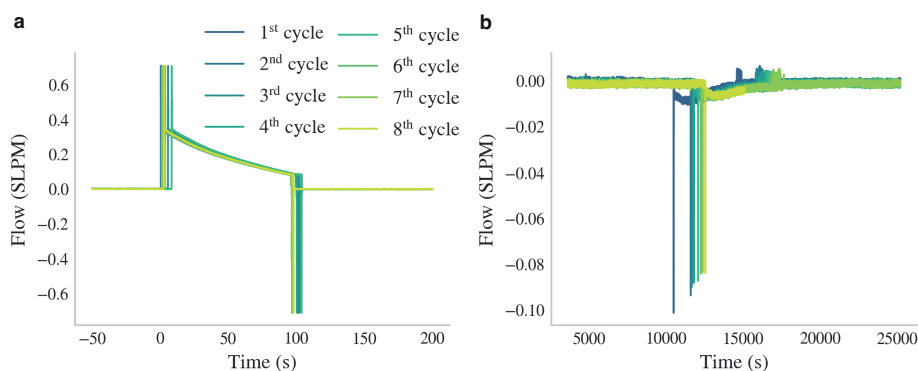 a
1st cycle
2nd cycle
3rd cycle
4th cycle
5th cycle
6th cycle
7th cycle
8th cycle
Flow (SLPM)
0.6
0.4
0.2
0.0
−0.2
−0.4
−0.6
−50 0 50 100 150 200
Time (s)
b
Flow (SLPM)
0.00
−0.02
−0.04
−0.06
−0.08
−0.10
5000 10000 15000 20000 25000
Time (s)